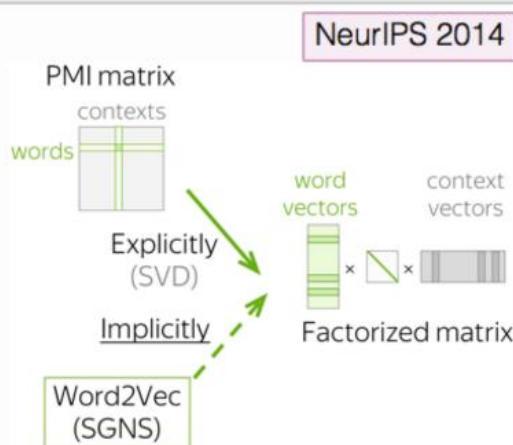 NeurIPS 2014
PMI matrix
contexts
words
Explicitly
(SVD)
Implicitly
Word2Vec
(SGNS)
word
vectors
context
vectors
× ×
Factorized matrix